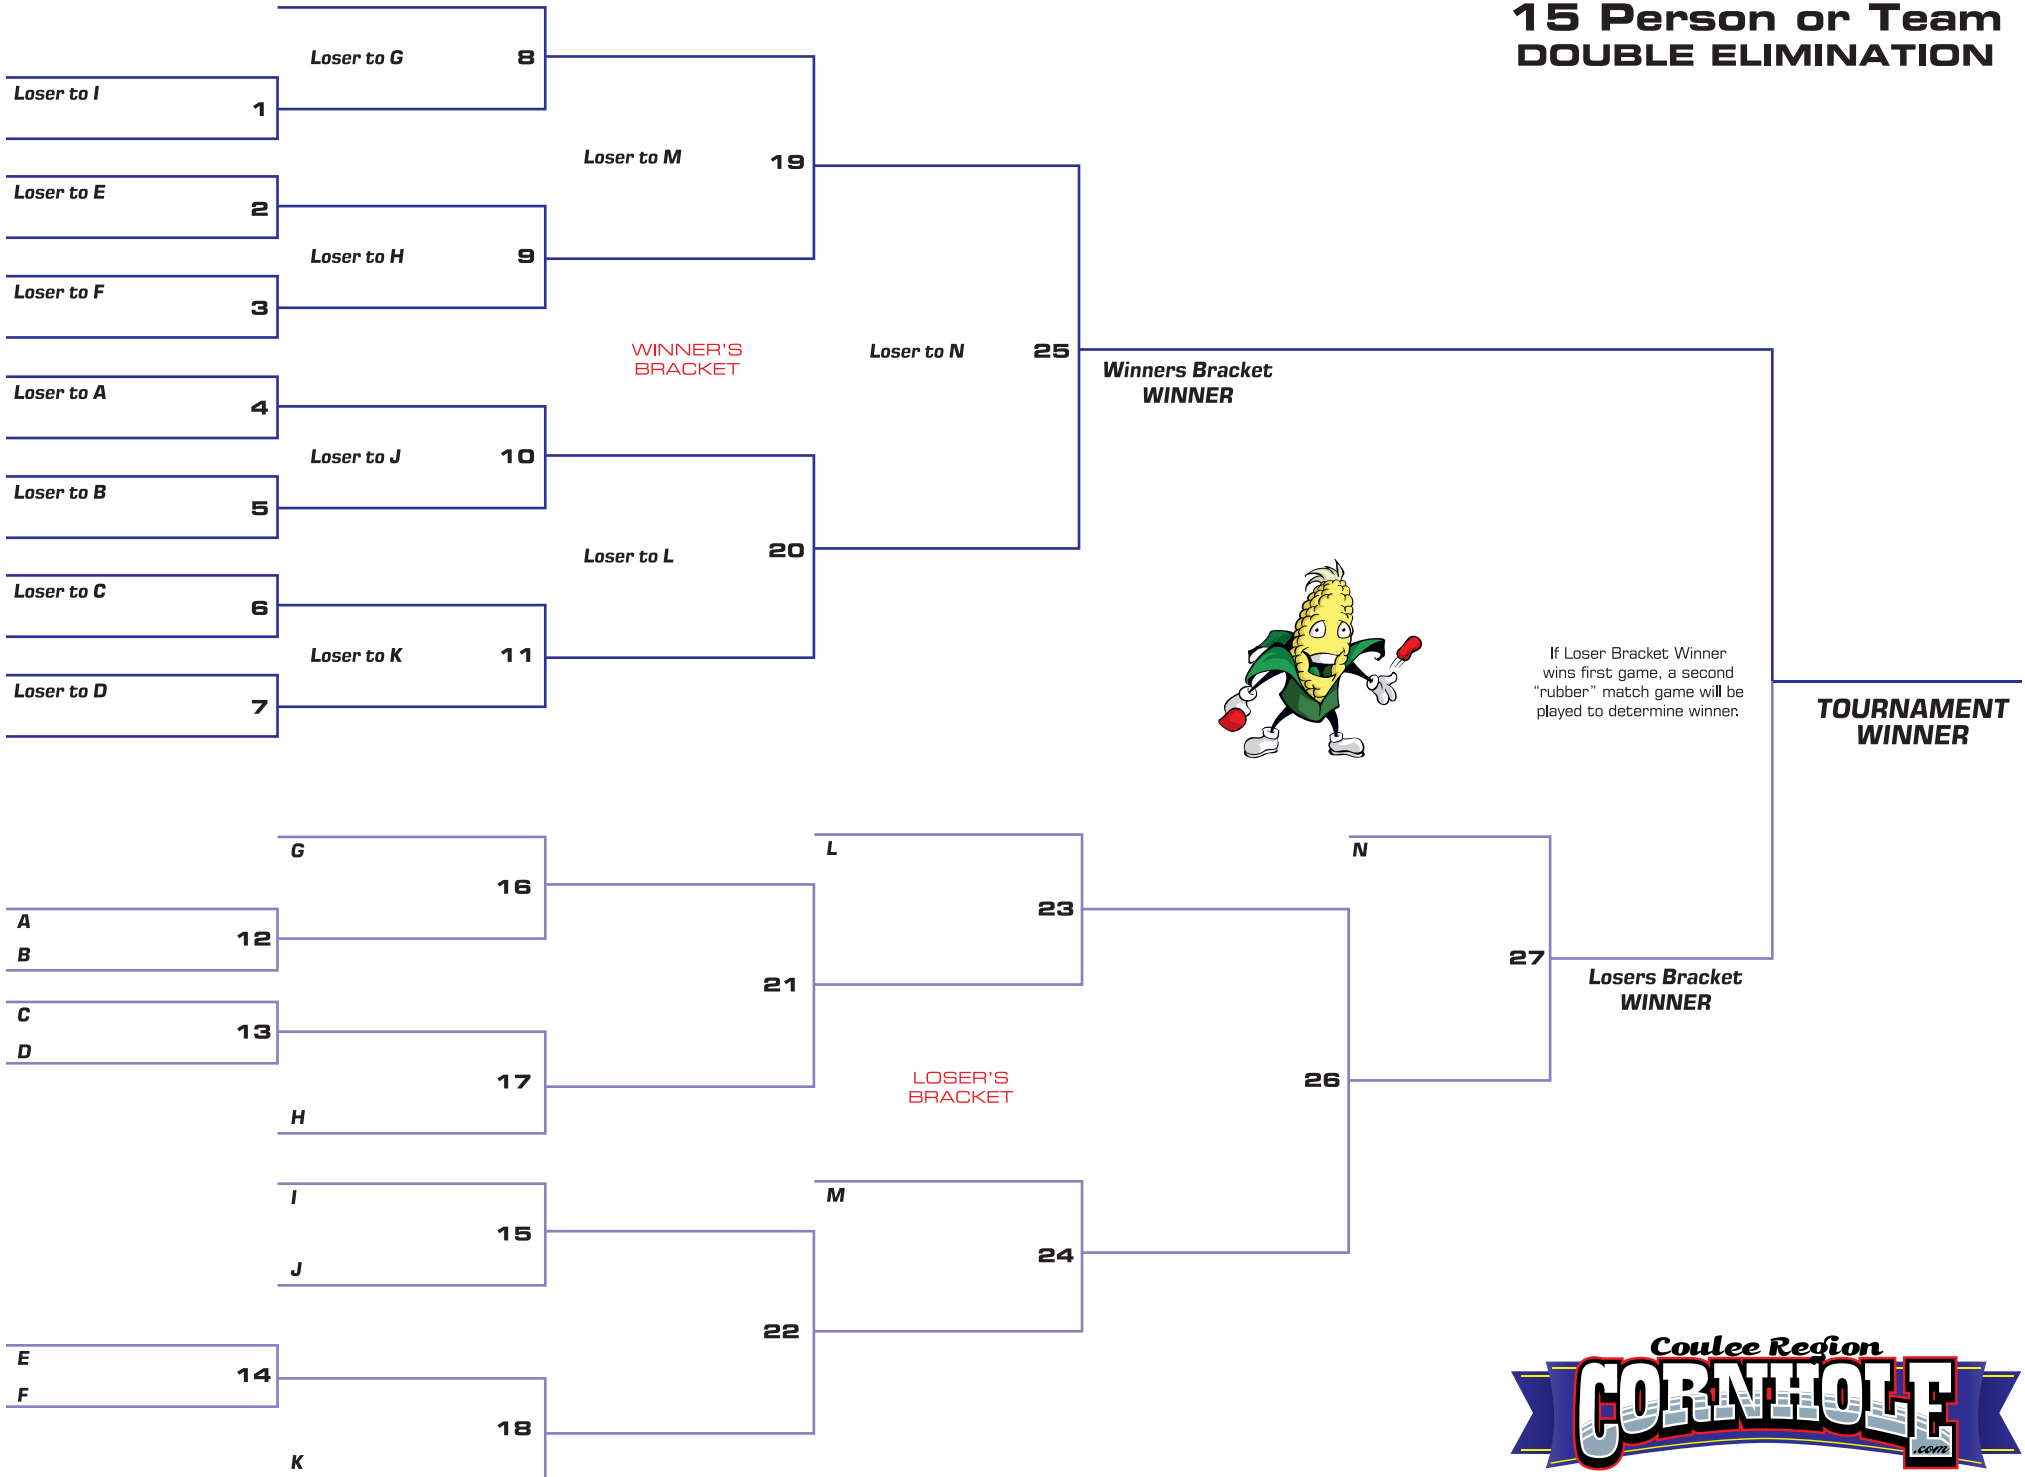 15 Person or Team
DOUBLE ELIMINATION
Loser to G
8
Loser to I
1
Loser to M
19
Loser to E
2
Loser to H
9
Loser to F
3
WINNER'S
BRACKET
Loser to N
25
Winners Bracket
WINNER
Loser to A
4
Loser to J
10
Loser to B
5
Loser to L
20
Loser to C
6
Loser to K
11
Loser to D
7
If Loser Bracket Winner
wins first game, a second
“rubber” match game will be
played to determine winner.
TOURNAMENT
WINNER
G
16
L
N
A
12
B
23
27
Losers Bracket
WINNER
21
C
13
D
17
H
LOSER'S
BRACKET
26
I
15
J
M
24
22
E
14
F
18
K
Coulee Region
CORNHOLE
.com